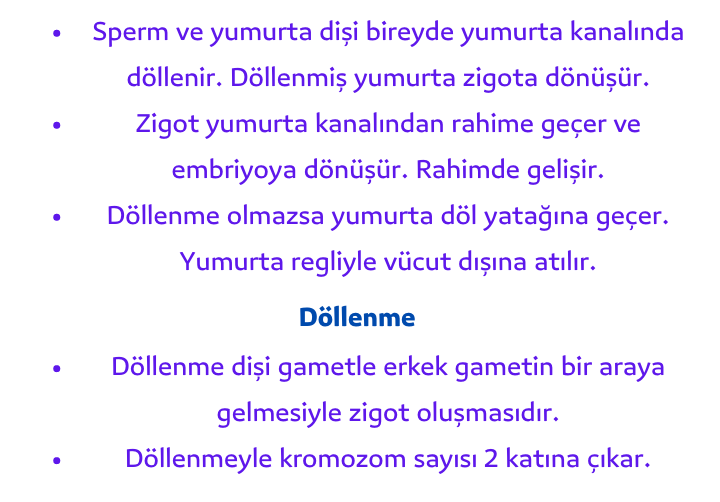 • Sperm ve yumurta dişi bireyde yumurta kanalında
döllenir. Döllenmiş yumurta zigota dönüşür.
• Zigot yumurta kanalından rahime geçer ve
embriyoya dönüşür. Rahimde gelişir.
• Döllenme olmazsa yumurta döl yatağına geçer.
Yumurta regliyle vücut dışına atılır.
Döllenme
• Döllenme dişi gametle erkek gametin bir araya
gelmesiyle zigot oluşmasıdır.
• Döllenmeyle kromozom sayısı 2 katına çıkar.